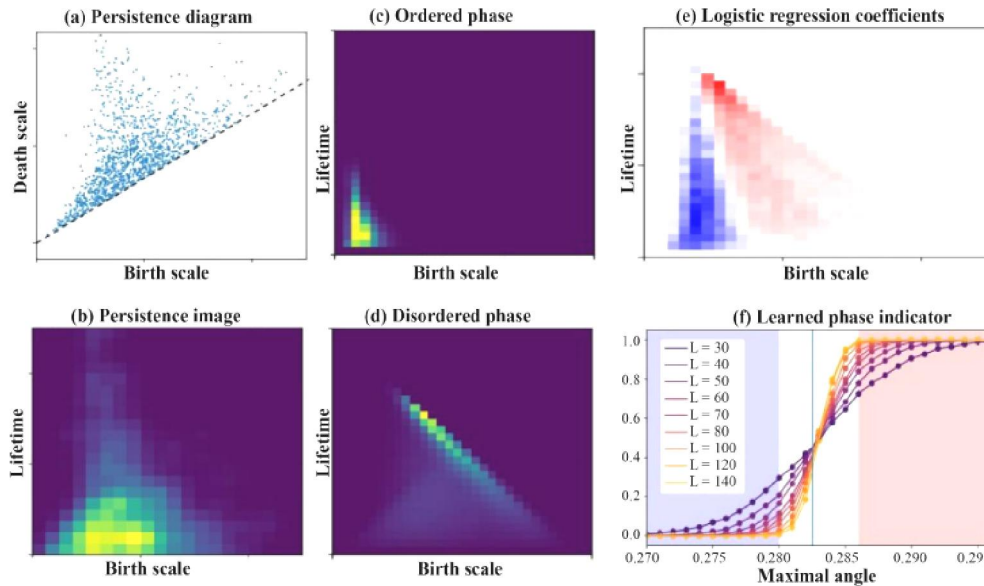 (a) Persistence diagram
Death scale
Birth scale
(b) Persistence image
Lifetime
Birth scale
(c) Ordered phase
Lifetime
Birth scale
(d) Disordered phase
Lifetime
Birth scale
(e) Logistic regression coefficients
Lifetime
Birth scale
(f) Learned phase indicator
1.0
0.8
0.6
0.4
0.2
0.0
L = 30
L = 40
L = 50
L = 60
L = 70
L = 80
L = 100
L = 120
L = 140
0.270 0.275 0.280 0.285 0.290
Maximal angle